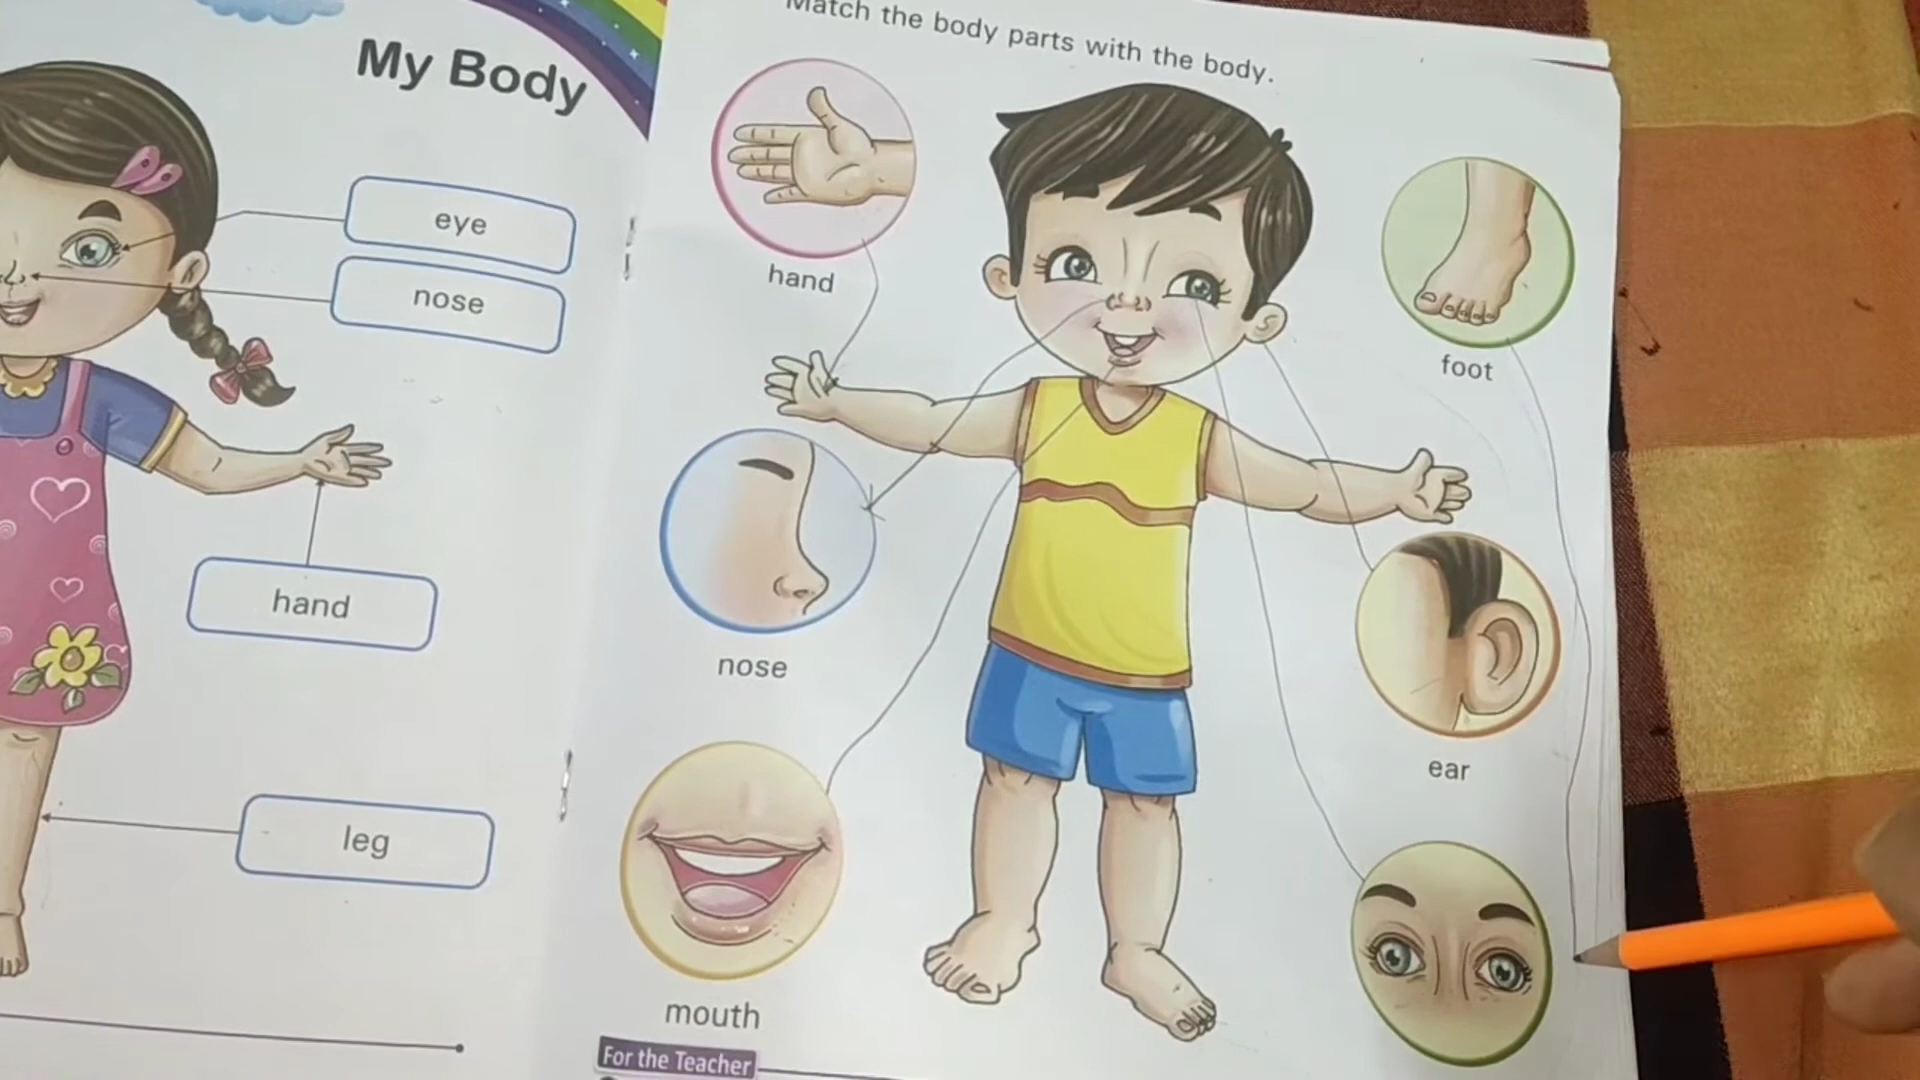 My Body
eye
nose
hand
leg
Match the body parts with the body.
hand
foot
nose
ear
mouth
For the Teacher